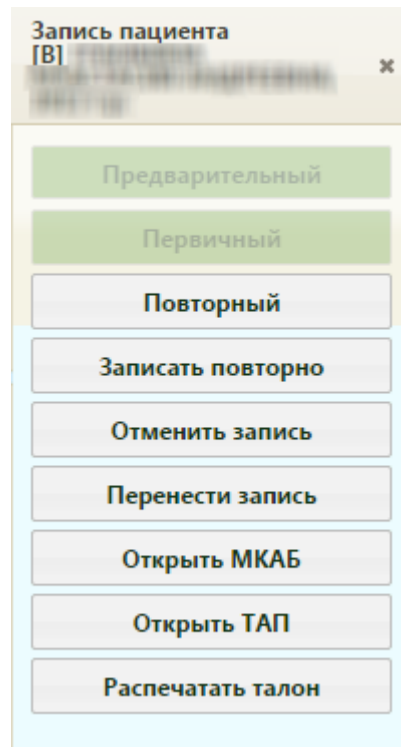 Запись пациента
[В]
Предварительный
Первичный
Повторный
Записать повторно
Отменить запись
Перенести запись
Открыть МКАБ
Открыть ТАП
Распечатать талон